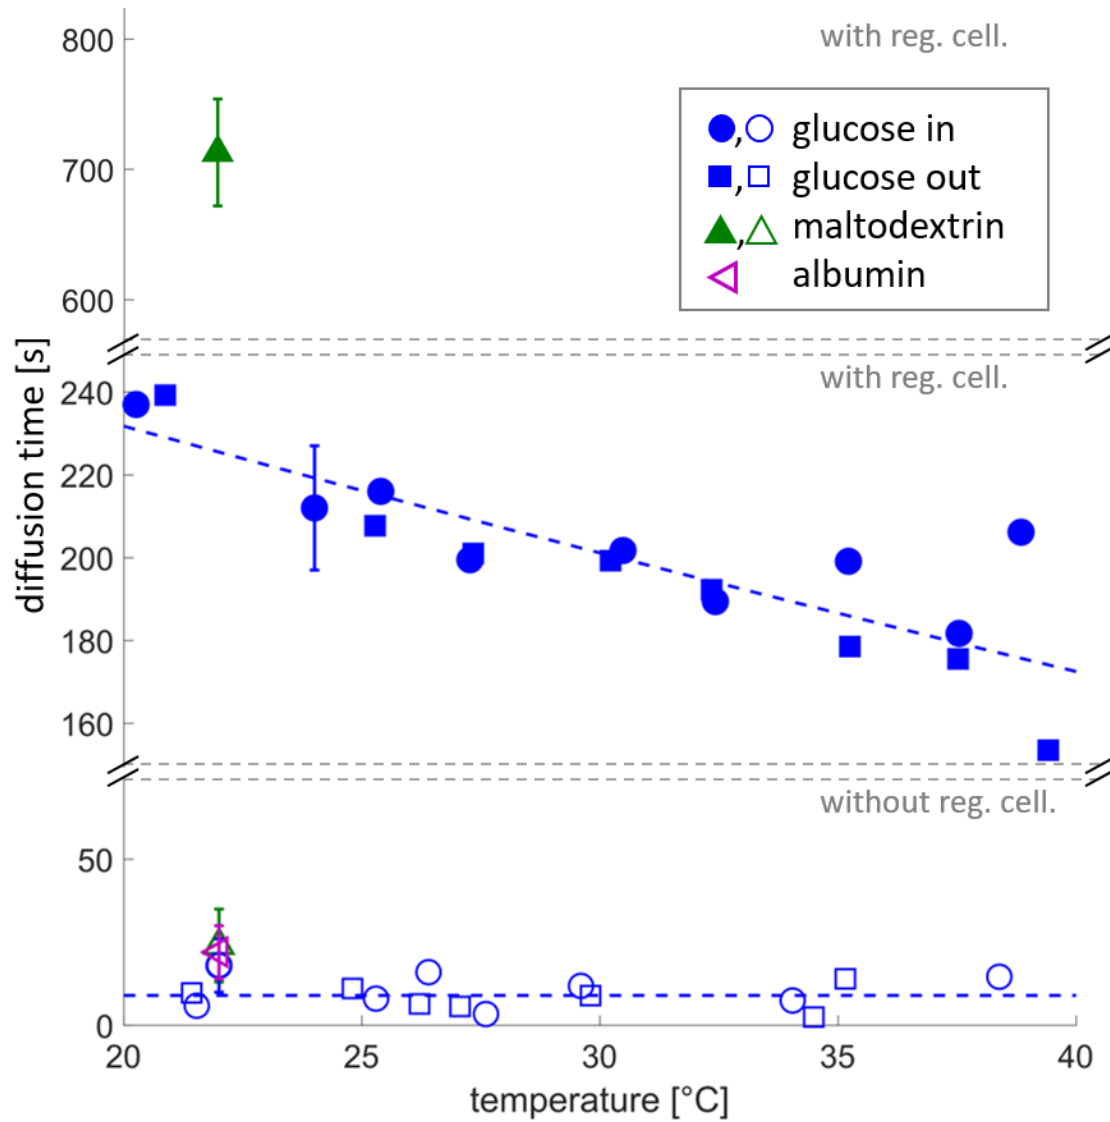 800
with reg. cell.
glucose in
700
glucose out
maltodextrin
albumin
600
diffusion time [s]
with reg. cell.
240
220
200
180
160
without reg. cell.
50
0
20 25 30 35 40
temperature [°C]